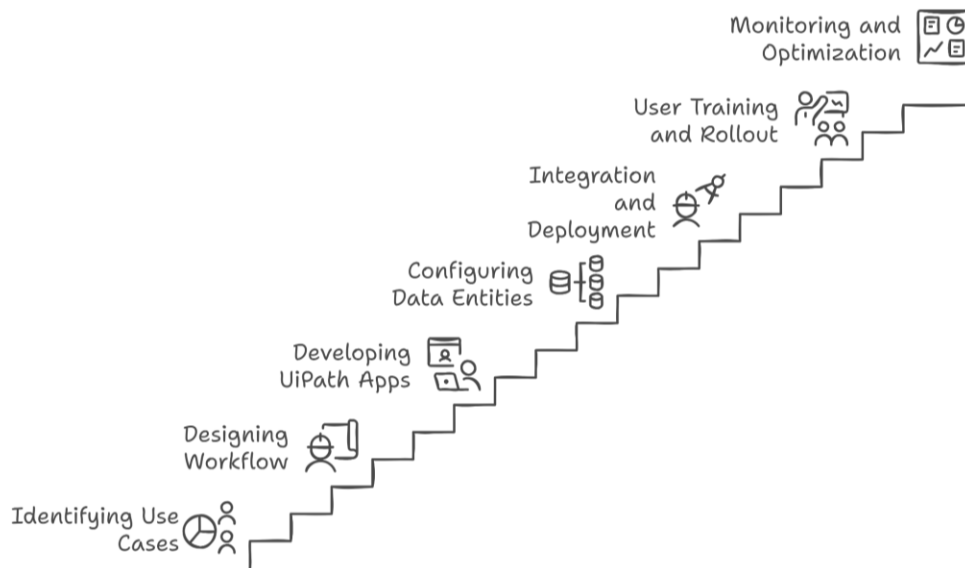 Monitoring and
Optimization
User Training
and Rollout
Integration
and
Deployment
Configuring
Data Entities
Developing
UiPath Apps
Designing
Workflow
Identifying Use
Cases